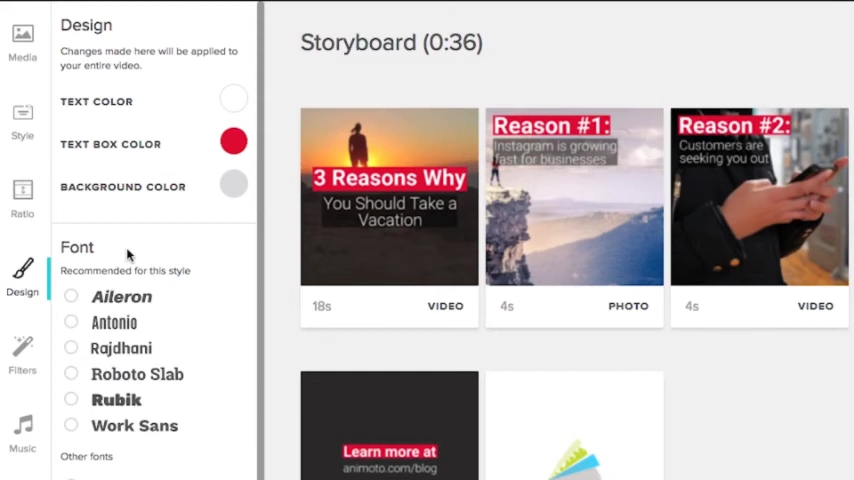 Media
Style
Ratio
Design
Filters
Music
Design
Changes made here will be applied to
your entire video.
TEXT COLOR
TEXT BOX COLOR
BACKGROUND COLOR
Font
Recommended for this style
Aileron
Antonio
Rajdhani
Roboto Slab
Rubik
Work Sans
Other fonts
Storyboard (0:36)
3 Reasons Why
You Should Take a
Vacation
18s VIDEO
Reason #1:
Instagram is growing
fast for businesses
4s PHOTO
Reason #2:
Customers are
seeking you out
4s VIDEO
Learn more at
animoto.com/blog